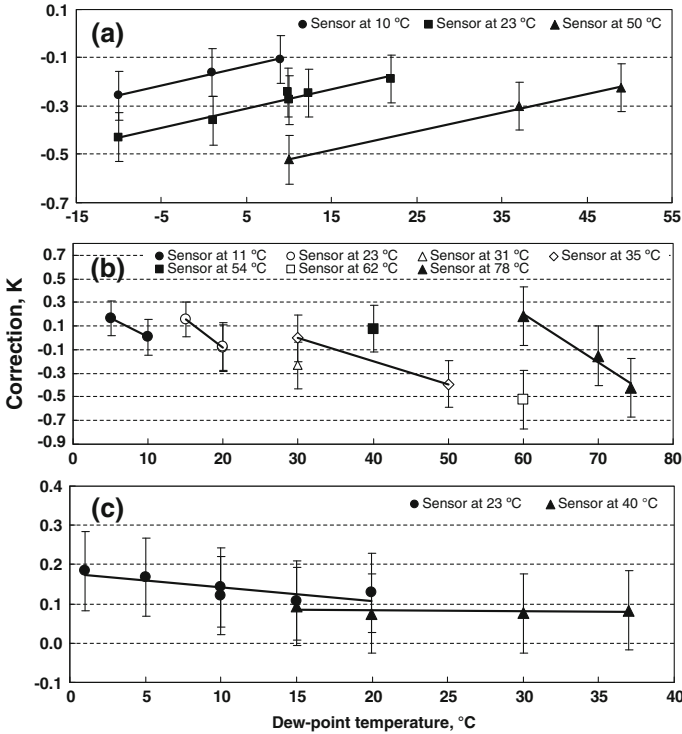 (a)
Sensor at 10 ºC Sensor at 23 ºC Sensor at 50 ºC
-0.1
-0.3
-0.5
-0.7
-15 -5 5 15 25 35 45 55
(b)
Sensor at 11 ºC Sensor at 23 ºC Sensor at 31 ºC Sensor at 35 ºC
Sensor at 54 ºC Sensor at 62 ºC Sensor at 78 ºC
0.7
0.5
0.3
0.1
-0.1
-0.3
-0.5
-0.7
-0.9
0 10 20 30 40 50 60 70 80
Correction, K
(c)
Sensor at 23 ºC Sensor at 40 °C
0.4
0.3
0.2
0.1
0.0
-0.1
0 5 10 15 20 25 30 35 40
Dew-point temperature, °C